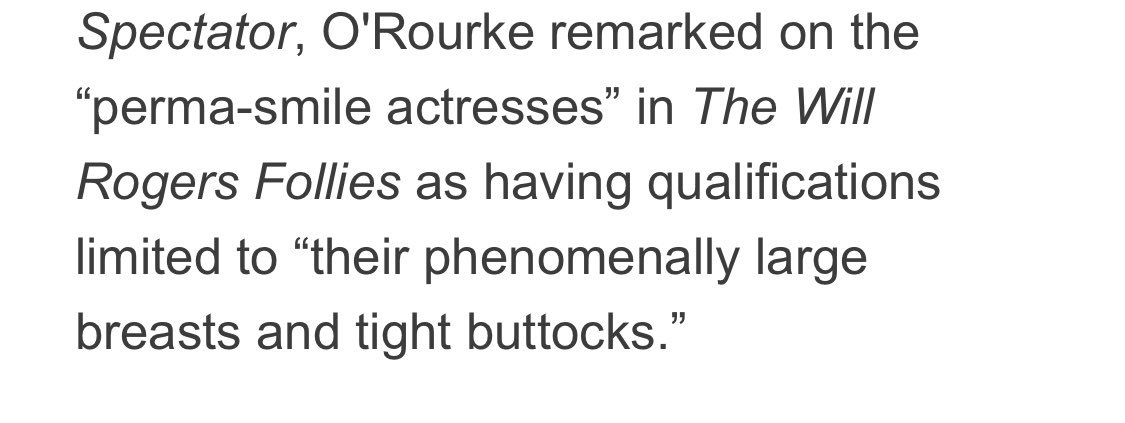 Spectator, O'Rourke remarked on the
“perma-smile actresses” in The Will
Rogers Follies as having qualifications
limited to “their phenomenally large
breasts and tight buttocks.”